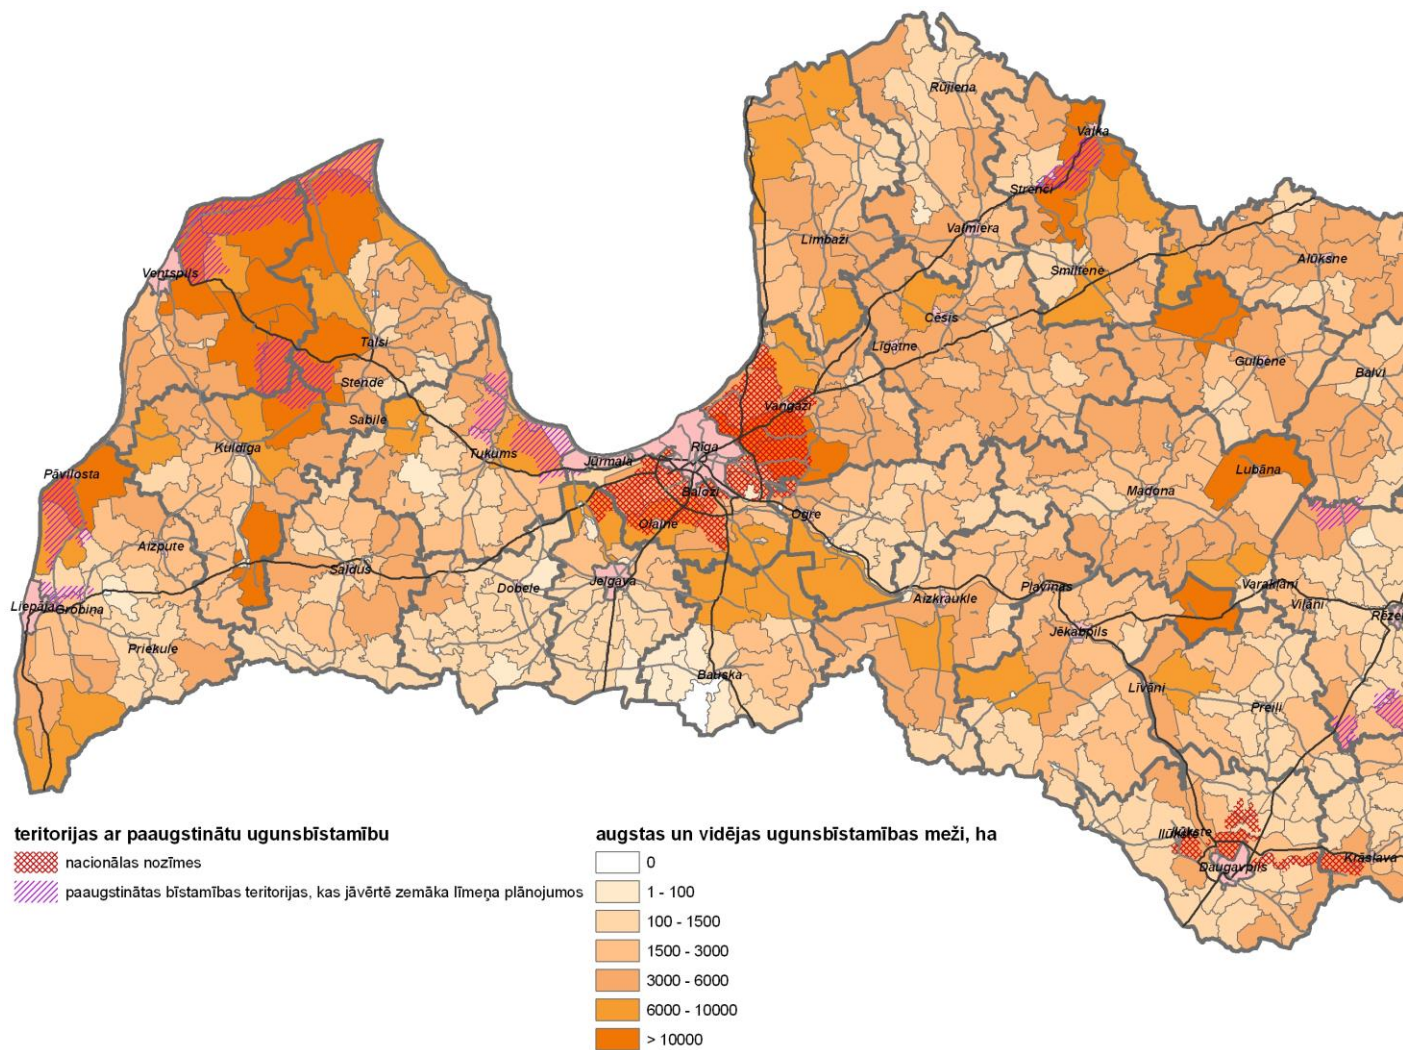 Rūjiena
Valka
Strenči
Valmiera
Limbaži
Ventspils
Smiltene
Alūksne
Cēsis
Talsi
Līgatne
Gulbene
Balvi
Stende
Vangaži
Sabile
Kuldīga
Tukums
Rīga
Jūrmala
Pāvilosta
Lubāna
Baloži
Madona
Ogre
Olaine
Aizpute
Saldus
Dobele
Jelgava
Plaviņas
Varakļāni
Aizkraukle
Viļāni
Liepāja
Grobiņa
Jēkabpils
Priekule
Bauska
Līvāni
Preiļi
teritorijas ar paaugstinātu ugunsbīstamību
nacionālas nozīmes
paaugstinātas bīstamības teritorijas, kas jāvērtē zemāka līmeņa plānojumos
augstas un vidējas ugunsbīstamības meži, ha
0
1 - 100
100 - 1500
1500 - 3000
3000 - 6000
6000 - 10000
> 10000
Ilūkste
Ilūkste
Krāslava
Daugavpils